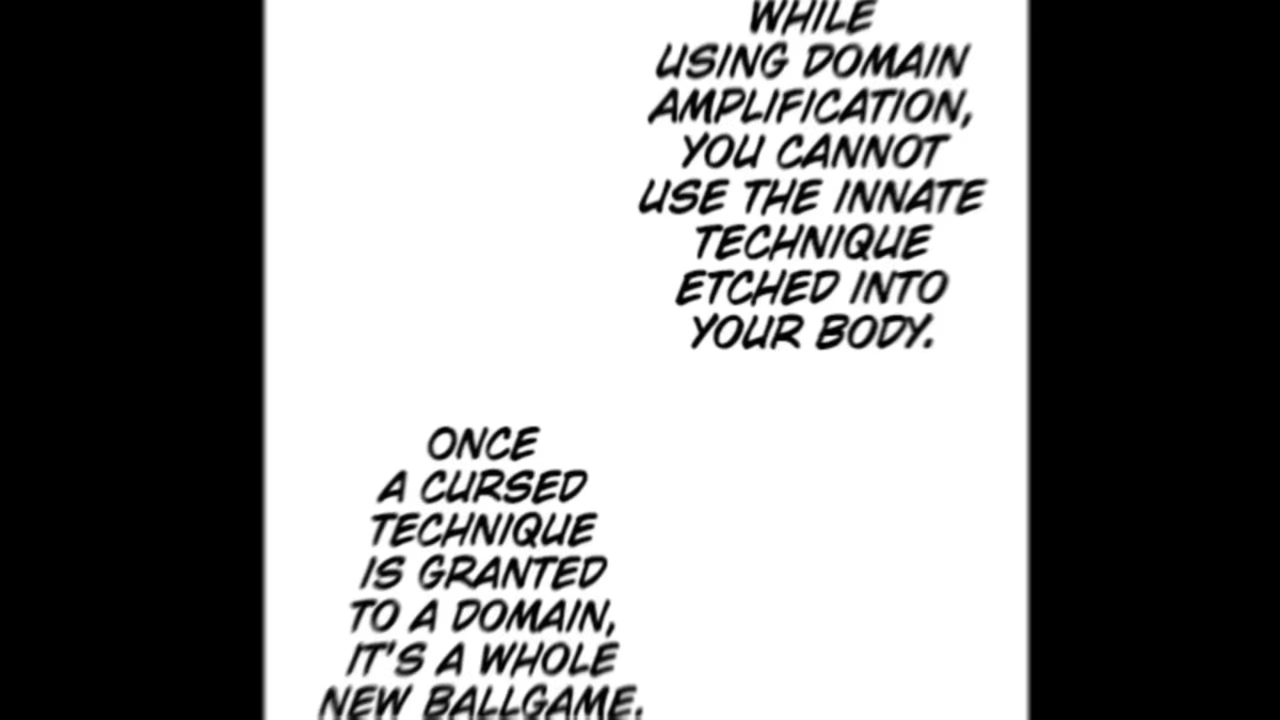 WHILE
USING DOMAIN
AMPLIFICATION,
YOU CANNOT
USE THE INNATE
TECHNIQUE
ETCHED INTO
YOUR BODY.
ONCE
A CURSED
TECHNIQUE
IS GRANTED
TO A DOMAIN,
IT'S A WHOLE
NEW BALLGAME.